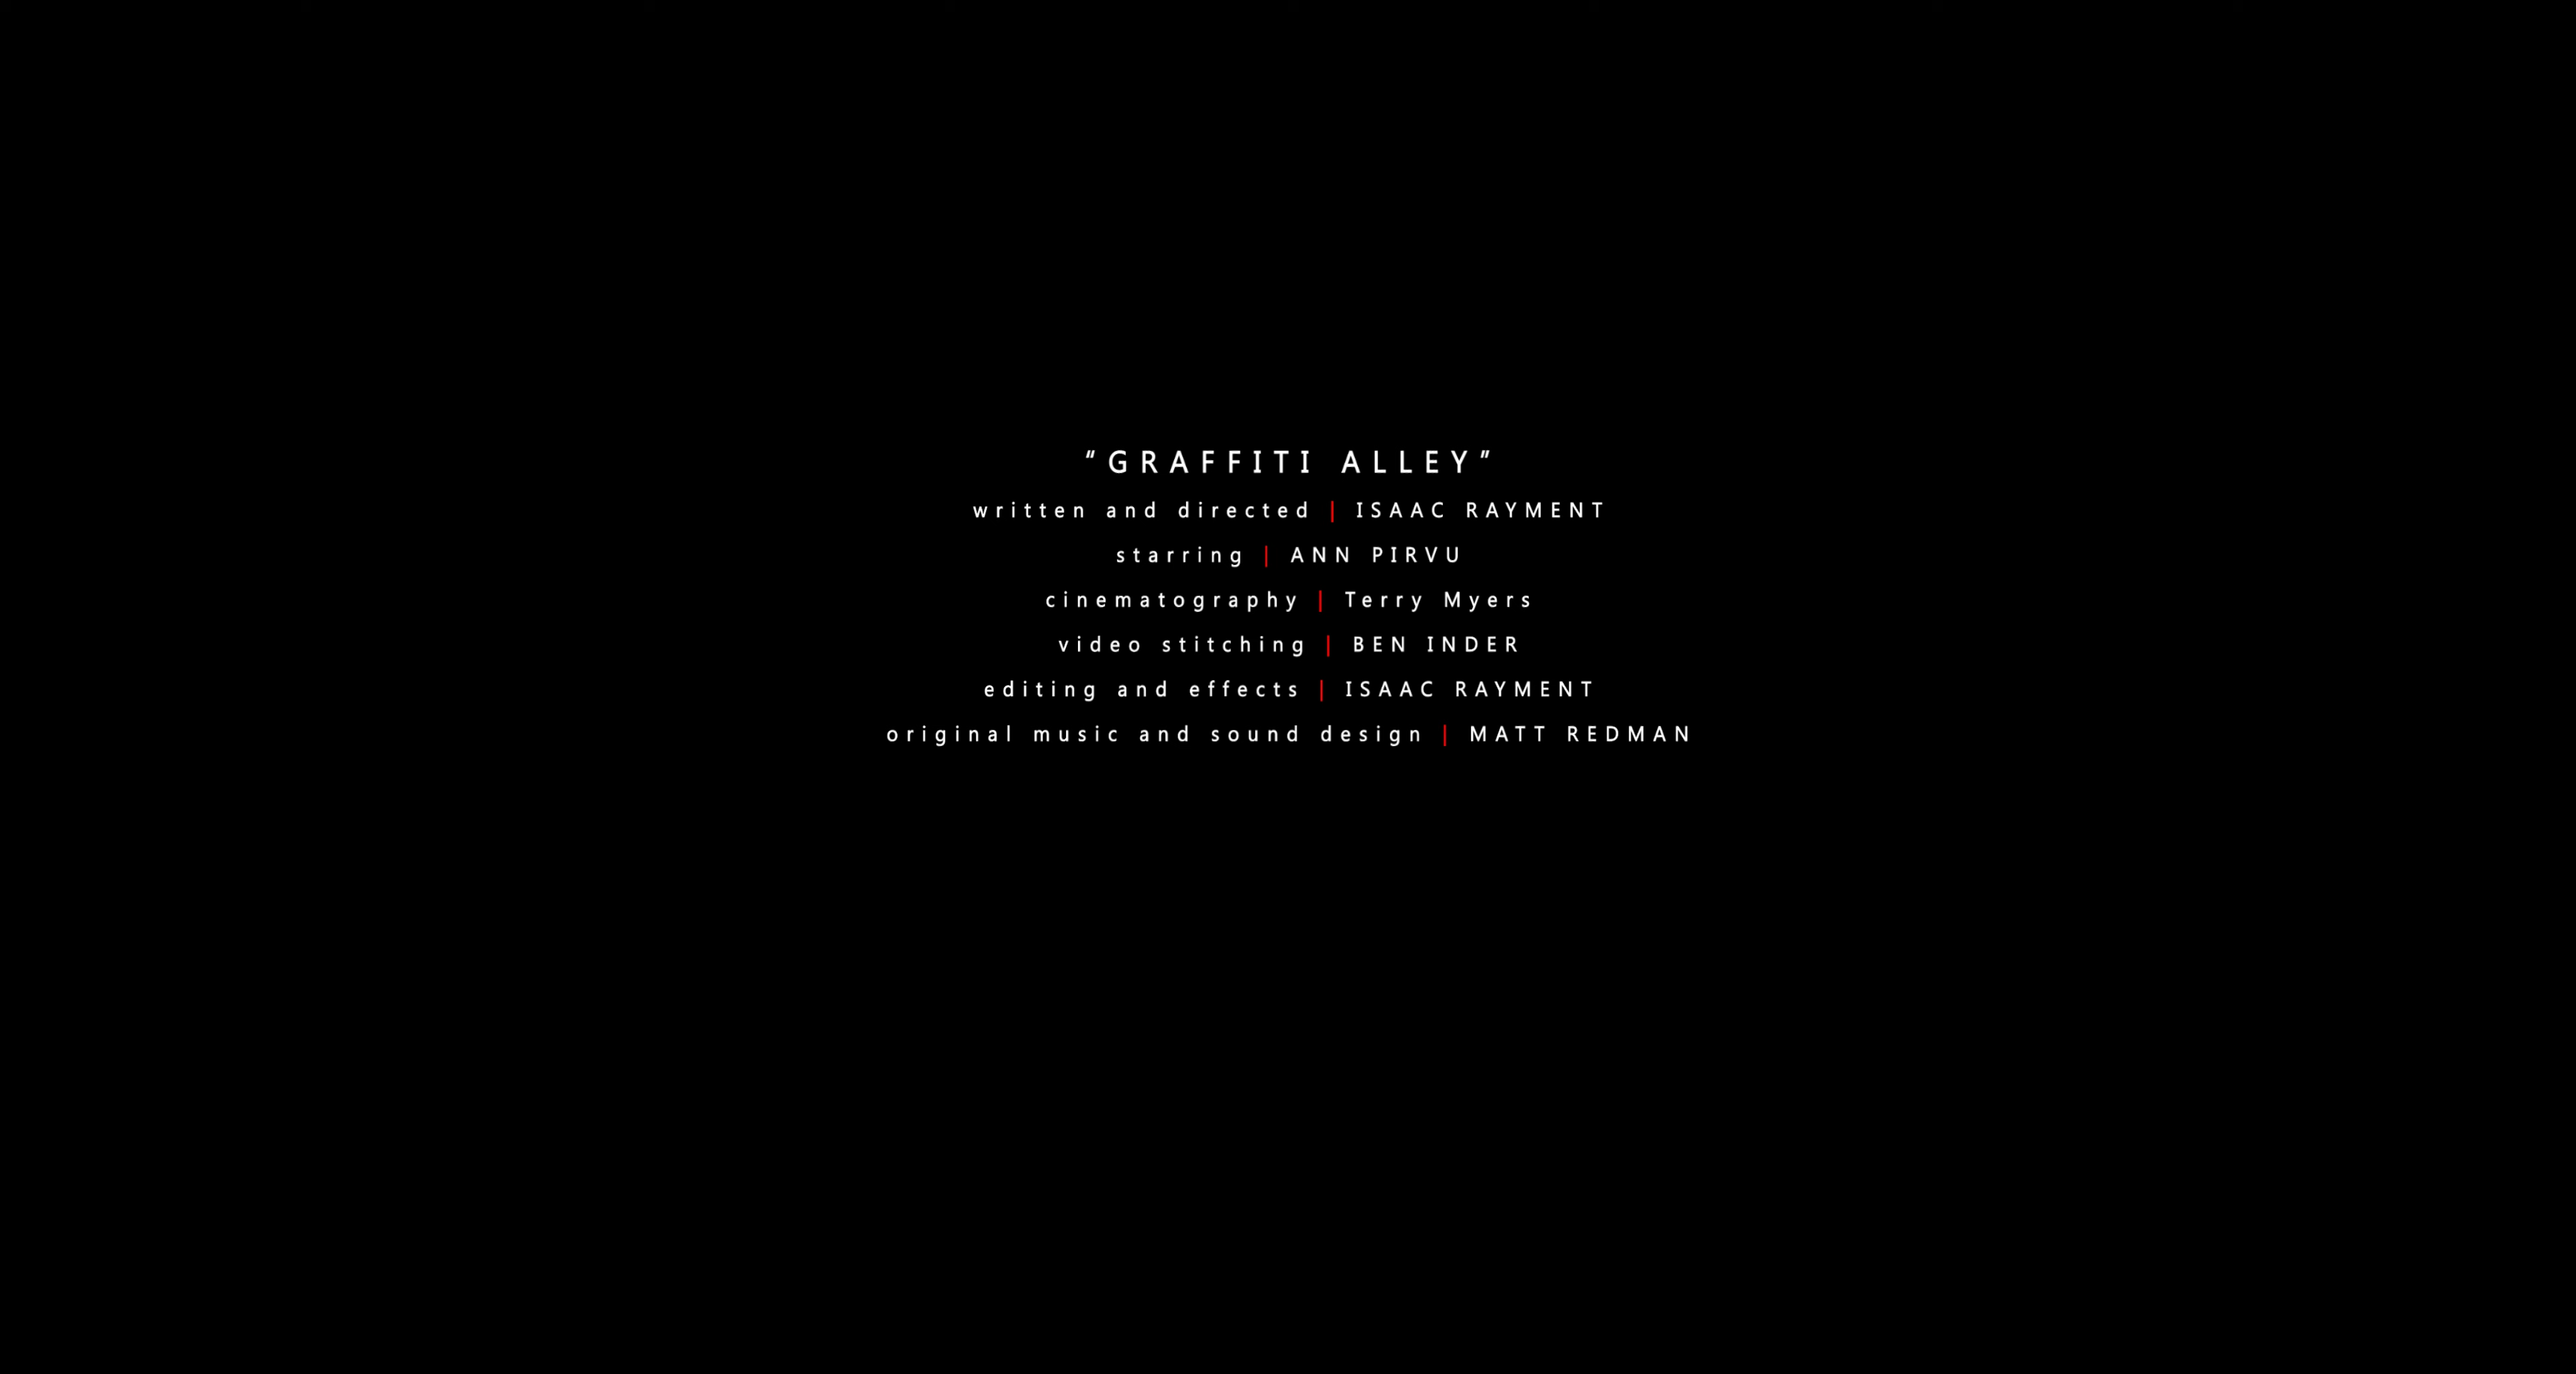 “GRAFFITI ALLEY”
written and directed | ISAAC RAYMENT
starring | ANN PIRVU
cinematography | Terry Myers
video stitching | BEN INDER
editing and effects | ISAAC RAYMENT
original music and sound design | MATT REDMAN